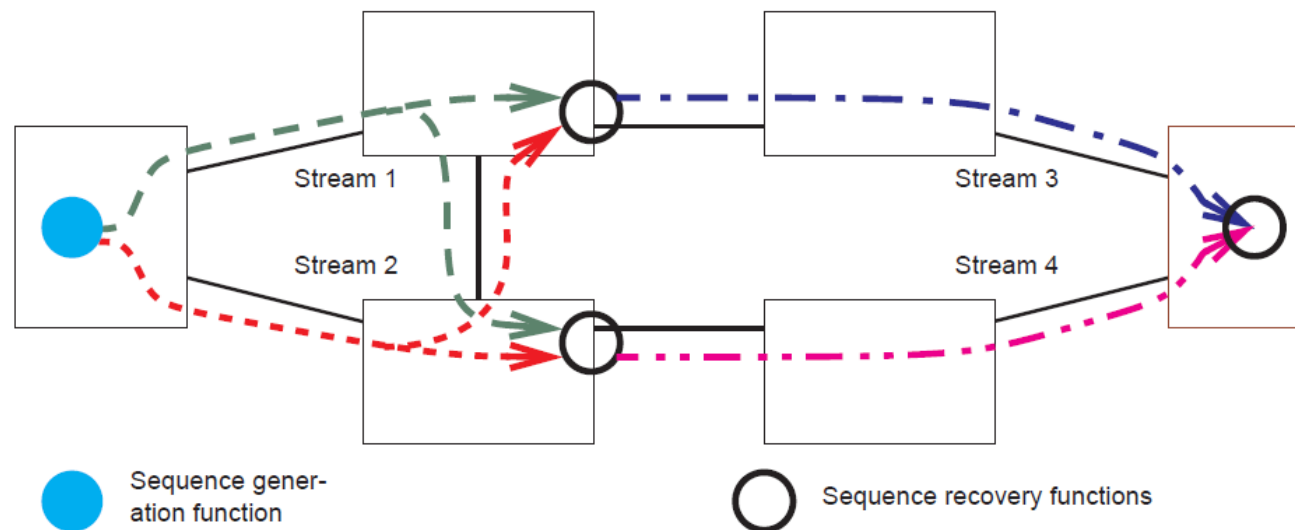 Stream 1
Stream 3
Stream 2
Stream 4
Sequence gener-
ation function
Sequence recovery functions